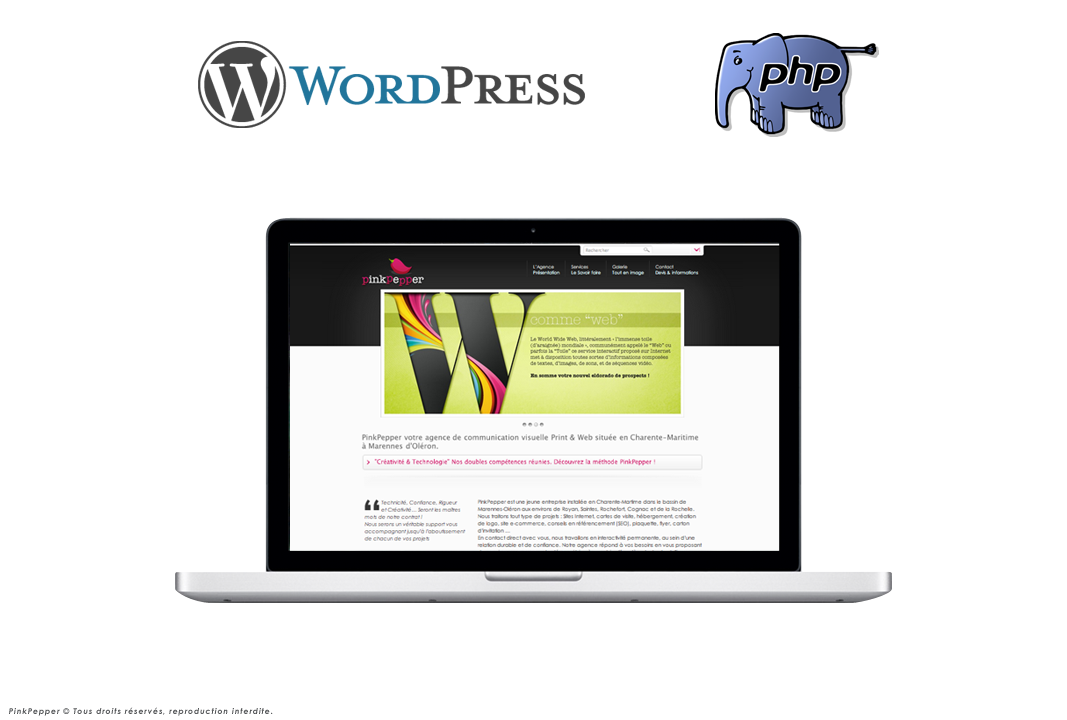 WORDPRESS
php
Rechercher
L'Agence
Présentation
Services
Le Savoir faire
Galerie
Tout en image
Contact
Devis & Informations
pinkPepper
comme "web"
Le World Wide Web, littéralement « l'immense toile
(d'araignée) mondiale », communément appelé le "Web" ou
parfois la "Toile" ce service interactif proposé sur Internet
met à disposition toutes sortes d'informations composées
de textes, d'images, de sons, et de séquences vidéo.
En somme votre nouvel eldorado de prospects !
PinkPepper votre agence de communication visuelle Print & Web située en Charente-Maritime
à Marennes d'Oléron.
"Créativité & Technologie" Nos doubles compétences réunies. Découvrez la méthode PinkPepper !
Technicité, Confiance, Rigueur
et Créativité.... Seront les maîtres
mots de notre contrat !
Nous serons un véritable support vous
accompagnant jusqu'à l'aboutissement
de chacun de vos projets
PinkPepper est une jeune entreprise installée en Charente-Maritime dans le bassin de
Marennes-Oléron aux environs de Royan, Saintes, Rochefort, Cognac et de la Rochelle.
Nous traitons tout type de projets : Sites Internet, cartes de visite, hébergement, création
de logo, site e-commerce, conseils en référencement (SEO), plaquette, flyer, carton
d'invitation ...
En contact direct avec vous, nous travaillons en interactivité permanente, au sein d'une
relation durable et de confiance. Notre agence répond à vos besoins en vous proposant
PinkPepper © Tous droits réservés, reproduction interdite.